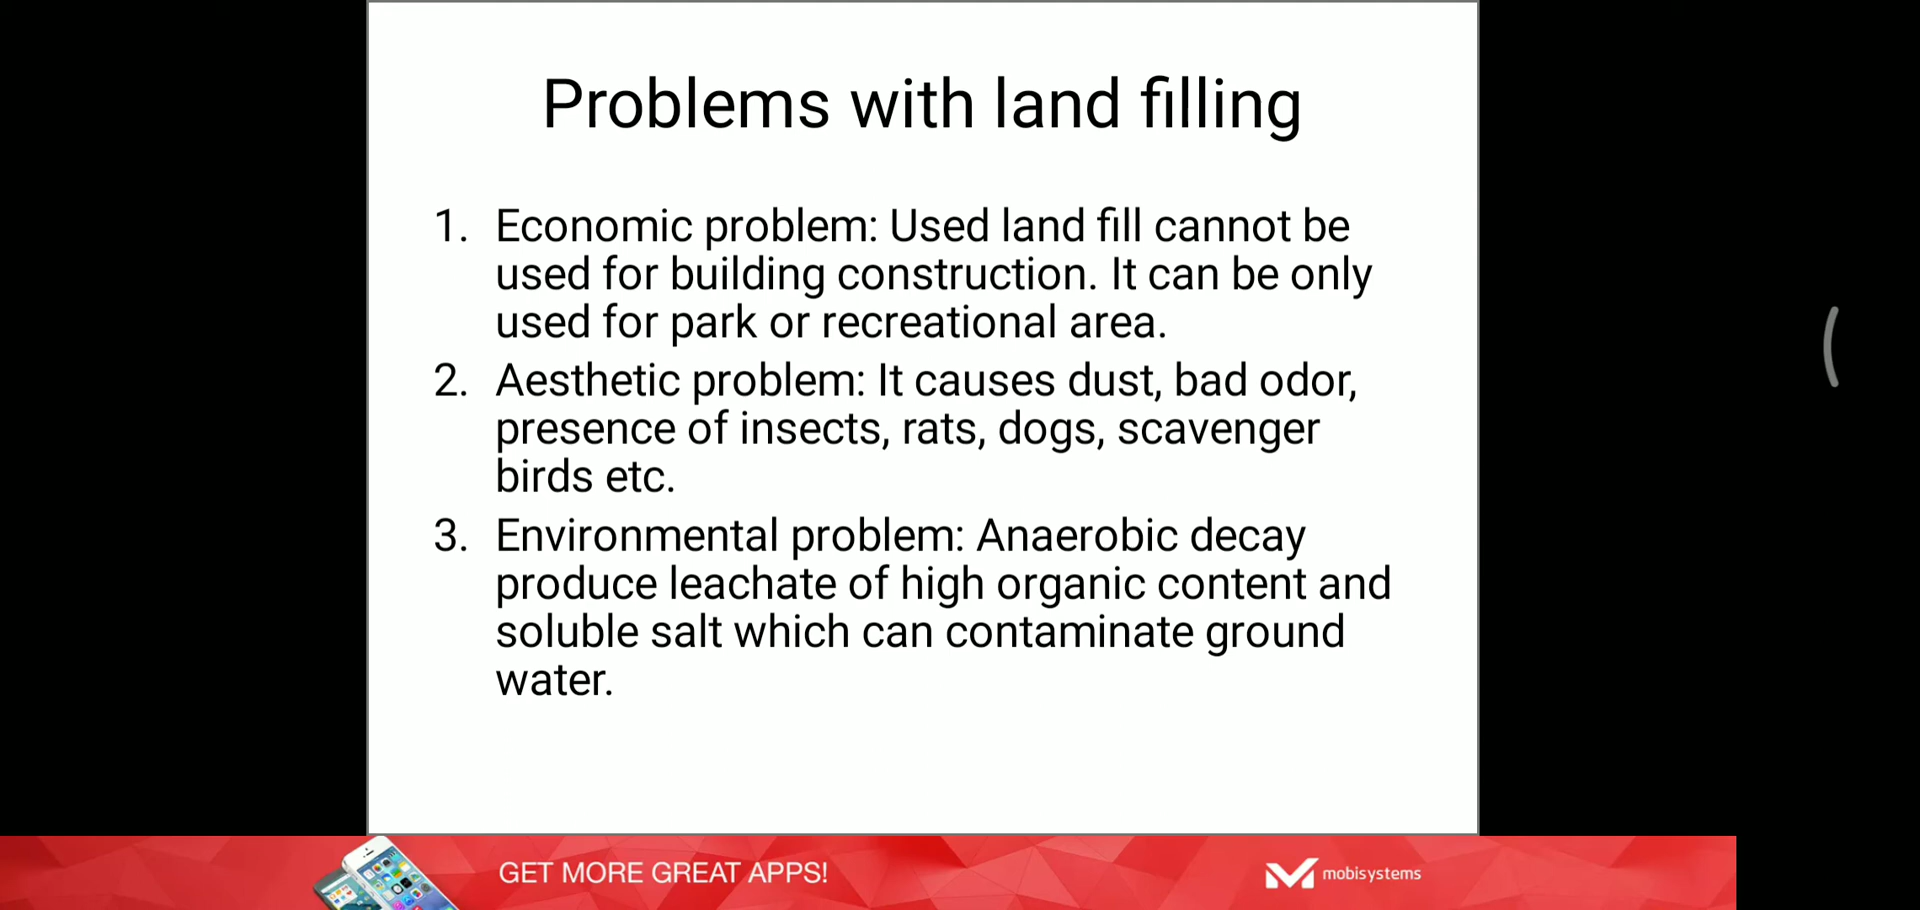 Problems with land filling
1. Economic problem: Used land fill cannot be
used for building construction. It can be only
used for park or recreational area.
2. Aesthetic problem: It causes dust, bad odor,
presence of insects, rats, dogs, scavenger
birds etc.
3. Environmental problem: Anaerobic decay
produce leachate of high organic content and
soluble salt which can contaminate ground
water.
GET MORE GREAT APPS!
mobisystems